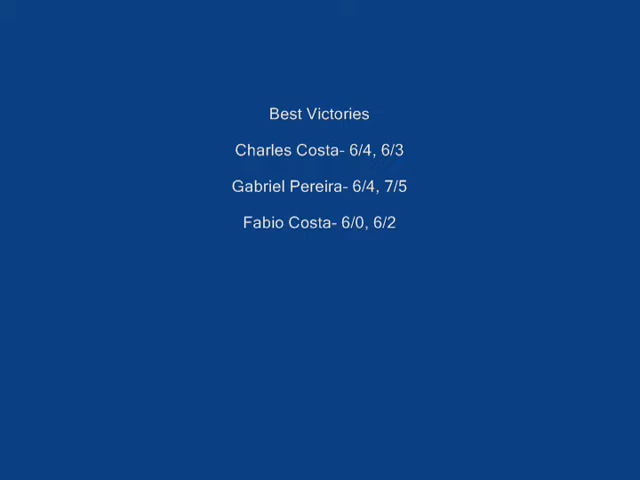 Best Victories
Charles Costa- 6/4, 6/3
Gabriel Pereira- 6/4, 7/5
Fabio Costa- 6/0, 6/2